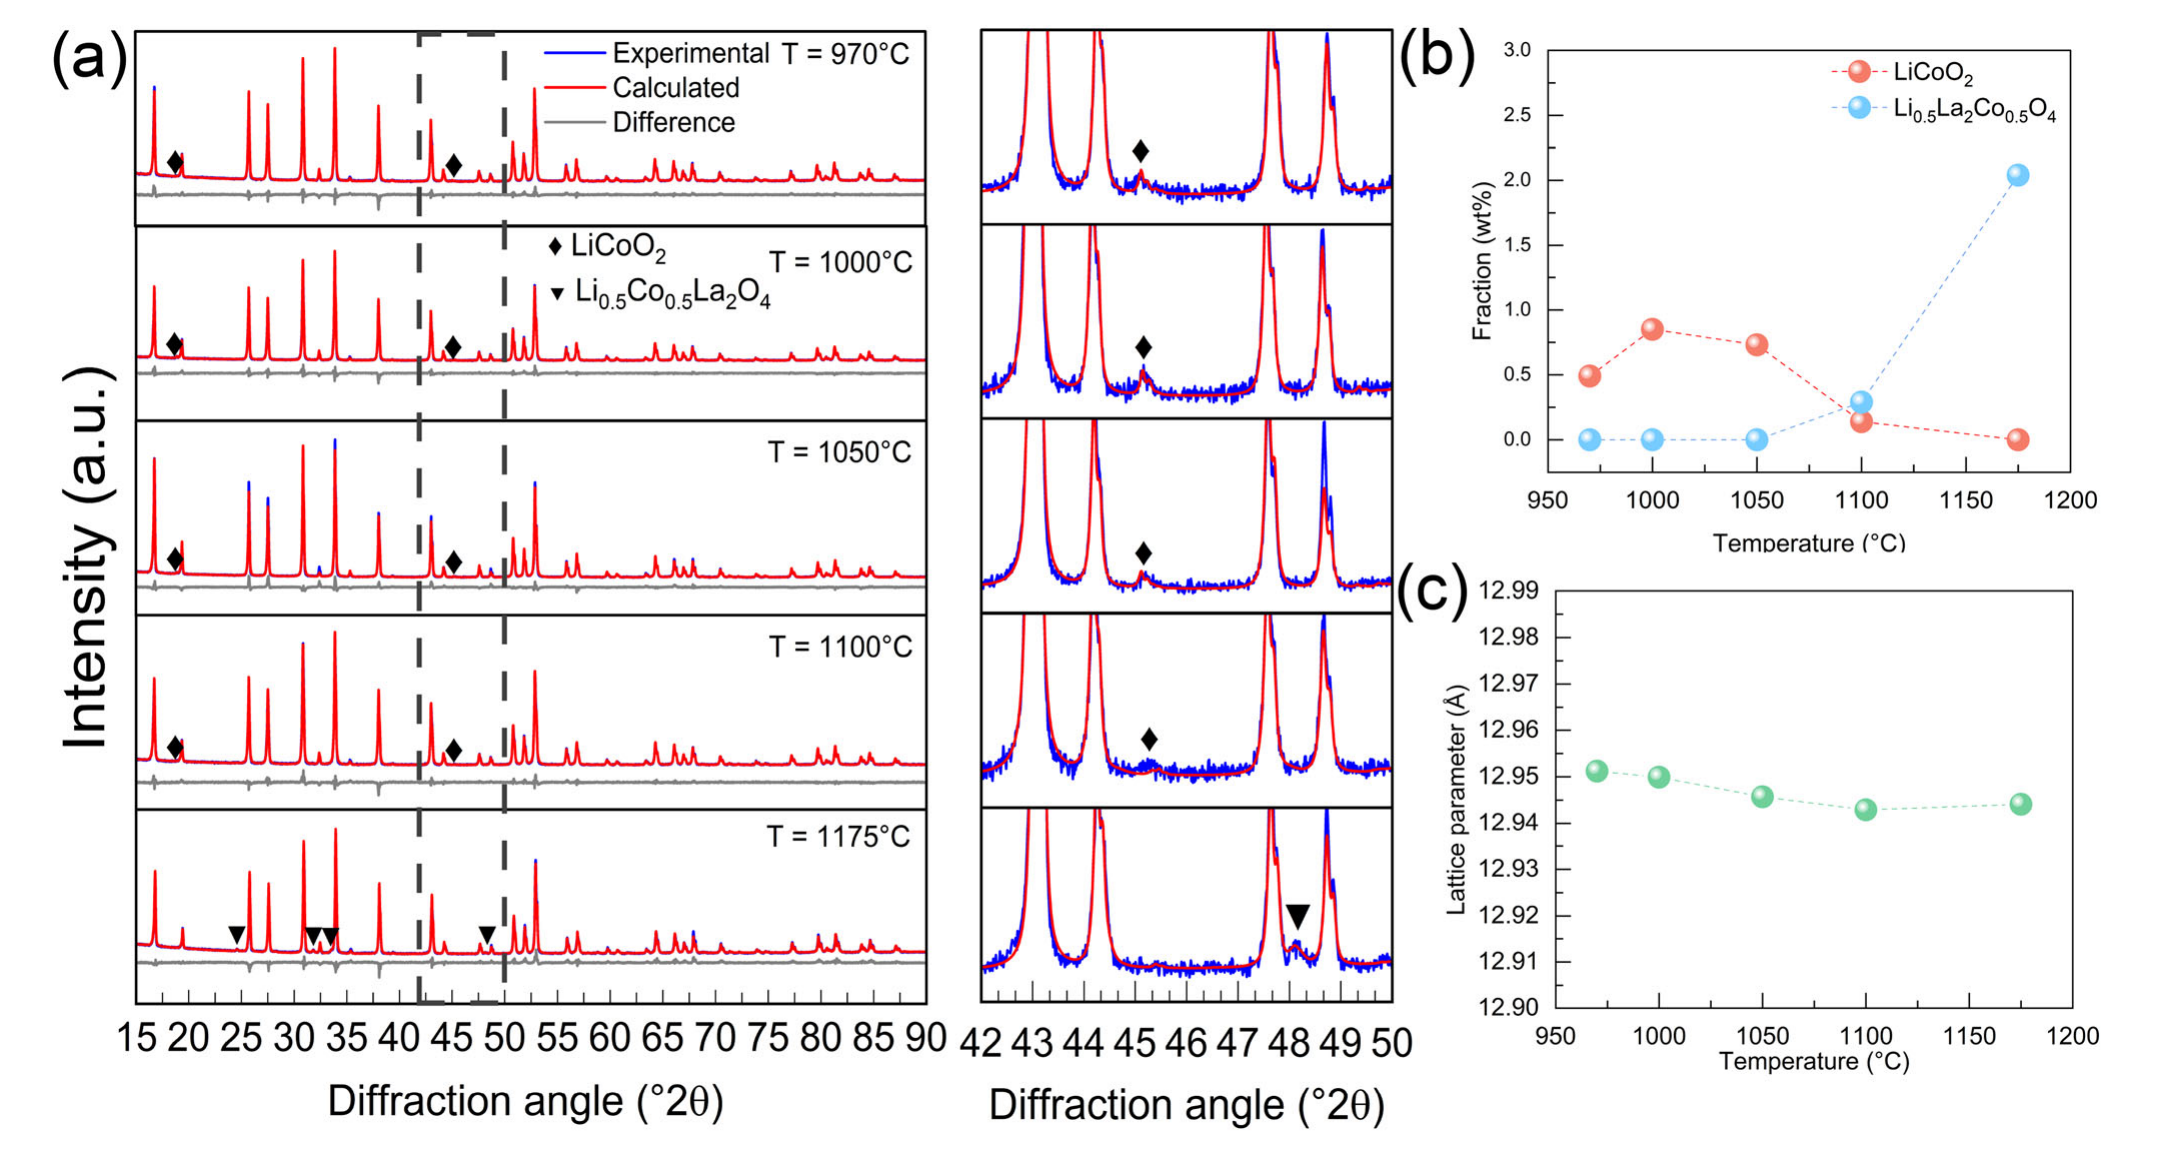 (a)
Intensity (a.u.)
Experimental T = 970°C
Calculated
Difference
♦ LiCoO₂ T = 1000°C
▼ Li₀.₅Co₀.₅La₂O₄
T = 1050°C
T = 1100°C
T = 1175°C
15 20 25 30 35 40 45 50 55 60 65 70 75 80 85 90
Diffraction angle (°2θ)
42 43 44 45 46 47 48 49 50
Diffraction angle (°2θ)
(b)
Fraction (wt%)
3.0
2.5
2.0
1.5
1.0
0.5
0.0
LiCoO₂
Li₀.₅La₂Co₀.₅O₄
950 1000 1050 1100 1150 1200
Temperature (°C)
(c)
Lattice parameter (Å)
12.99
12.98
12.97
12.96
12.95
12.94
12.93
12.92
12.91
12.90
950 1000 1050 1100 1150 1200
Temperature (°C)